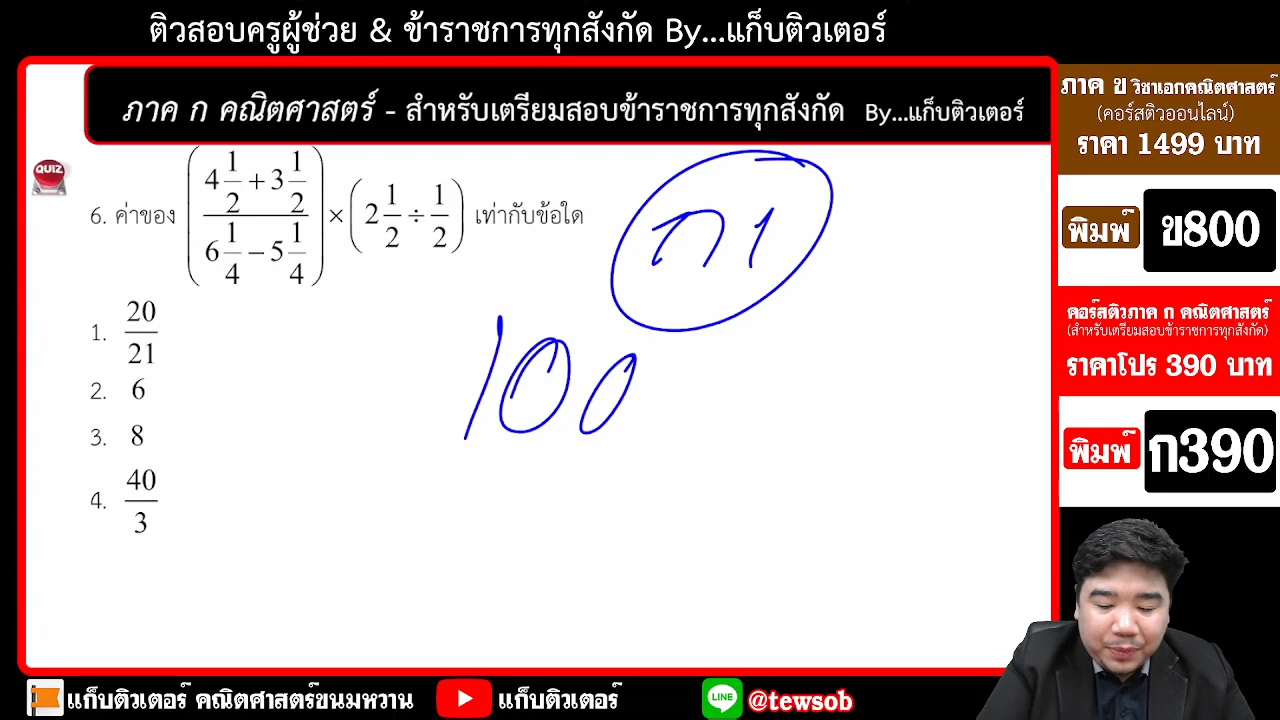 ติวสอบครูผู้ช่วย & ข้าราชการทุกสังกัด By...แก็บติวเตอร์
ภาค ก คณิตศาสตร์ - สำหรับเตรียมสอบข้าราชการทุกสังกัด By...แก็บติวเตอร์
QUIZ
6. ค่าของ ((4 1/2 + 3 1/2)/(6 1/4 − 5 1/4)) × (2 1/2 ÷ 1/2) เท่ากับข้อใด
1. 20/21
2. 6
3. 8
4. 40/3
100
ภาค ข วิชาเอกคณิตศาสตร์
(คอร์สติวออนไลน์)
ราคา 1499 บาท
พิมพ์ ข800
คอร์สติวภาค ก คณิตศาสตร์
(สำหรับเตรียมสอบข้าราชการทุกสังกัด)
ราคาโปร 390 บาท
พิมพ์ ก390
แก็บติวเตอร์ คณิตศาสตร์ขนมหวาน
แก็บติวเตอร์
LINE @tewsob